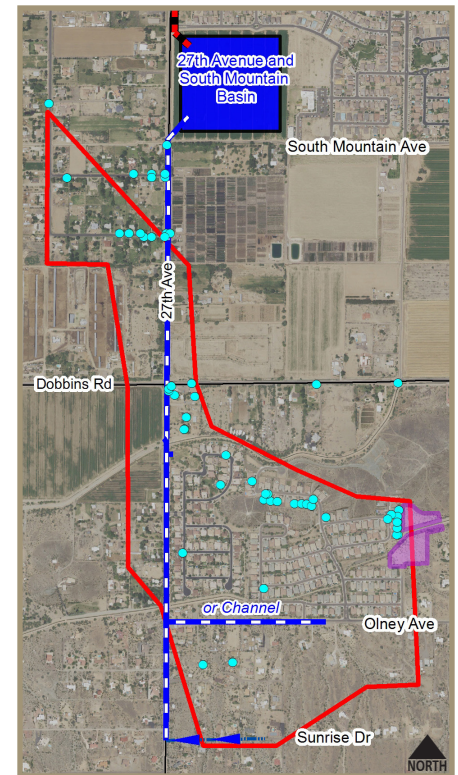 27th Avenue and
South Mountain
Basin
South Mountain Ave
27th Ave
Dobbins Rd
or Channel
Olney Ave
Sunrise Dr
NORTH